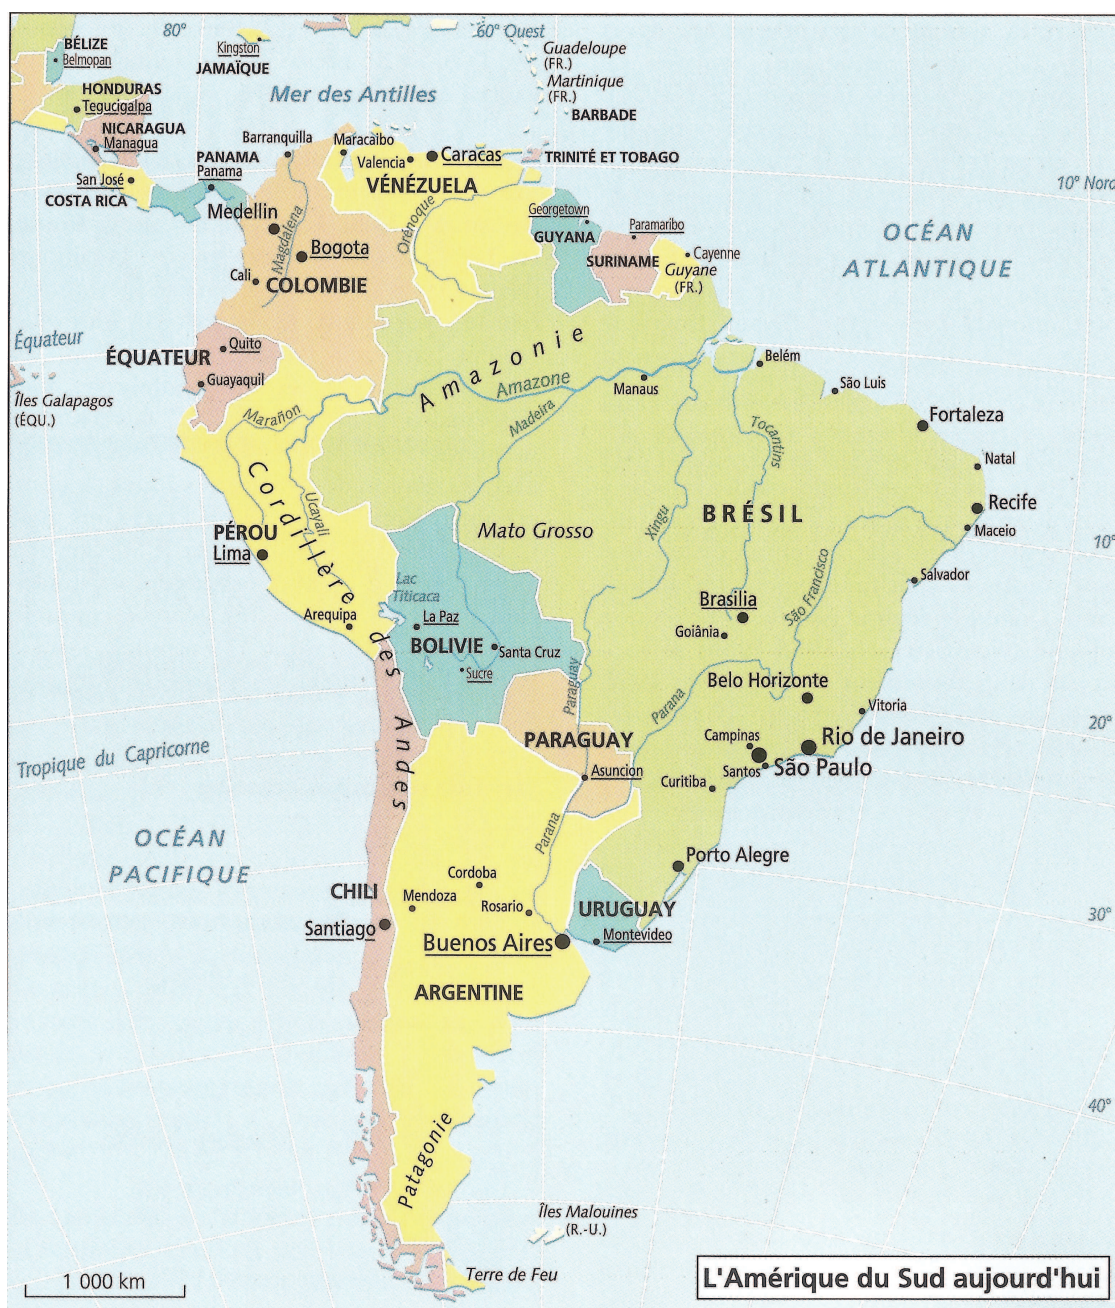 80°
60° Ouest
BÉLIZE
Belmopan
Kingston
JAMAÏQUE
Guadeloupe
(FR.)
Martinique
(FR.)
BARBADE
HONDURAS
Tegucigalpa
Mer des Antilles
NICARAGUA
Managua
Barranquilla
Maracaibo
Valencia
Caracas
TRINITÉ ET TOBAGO
PANAMA
Panama
San José
COSTA RICA
VÉNÉZUELA
10° Nord
Medellin
Magdalena
Orénoque
Georgetown
GUYANA
Paramaribo
SURINAME
Cayenne
Guyane
(FR.)
OCÉAN
ATLANTIQUE
Bogota
Cali
COLOMBIE
Équateur
ÉQUATEUR
Quito
Guayaquil
Îles Galapagos
(ÉQU.)
Amazonie
Amazone
Manaus
Belém
São Luis
Fortaleza
Marañon
Madeira
Tocantins
Natal
Cordillère des Andes
Ucayali
Xingu
BRÉSIL
Recife
Maceio
PÉROU
Lima
Mato Grosso
10°
São Francisco
Salvador
Lac
Titicaca
Arequipa
La Paz
BOLIVIE
Santa Cruz
Sucre
Brasilia
Goiânia
Paraguay
Parana
Belo Horizonte
Vitoria
20°
PARAGUAY
Asuncion
Campinas
Rio de Janeiro
Santos
São Paulo
Curitiba
Tropique du Capricorne
OCÉAN
PACIFIQUE
Parana
Porto Alegre
Cordoba
CHILI
Mendoza
Rosario
URUGUAY
30°
Santiago
Buenos Aires
Montevideo
ARGENTINE
Patagonie
40°
Îles Malouines
(R.-U.)
Terre de Feu
1 000 km
L'Amérique du Sud aujourd'hui